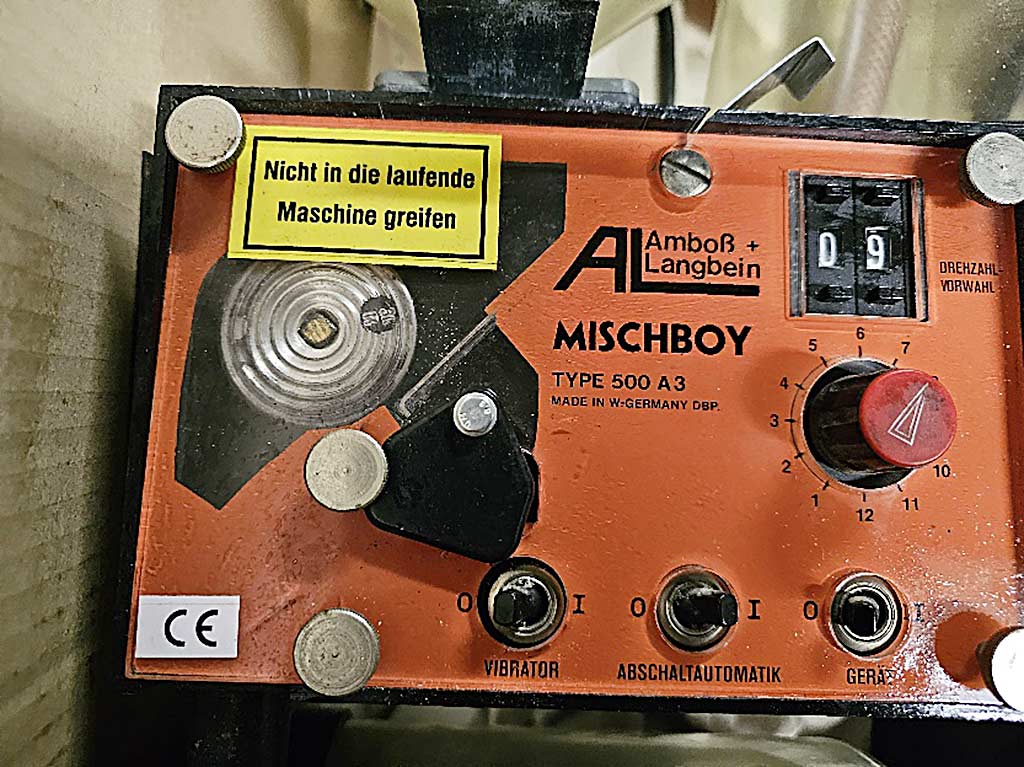 Nicht in die laufende
Maschine greifen
AL Amboß +
Langbein
MISCHBOY
TYPE 500 A3
MADE IN W.-GERMANY DBP.
0 9
DREHZAHL-
VORWAHL
1
2
3
4
5
6
7
10
11
12
CE
O I
VIBRATOR
O I
ABSCHALTAUTOMATIK
O I